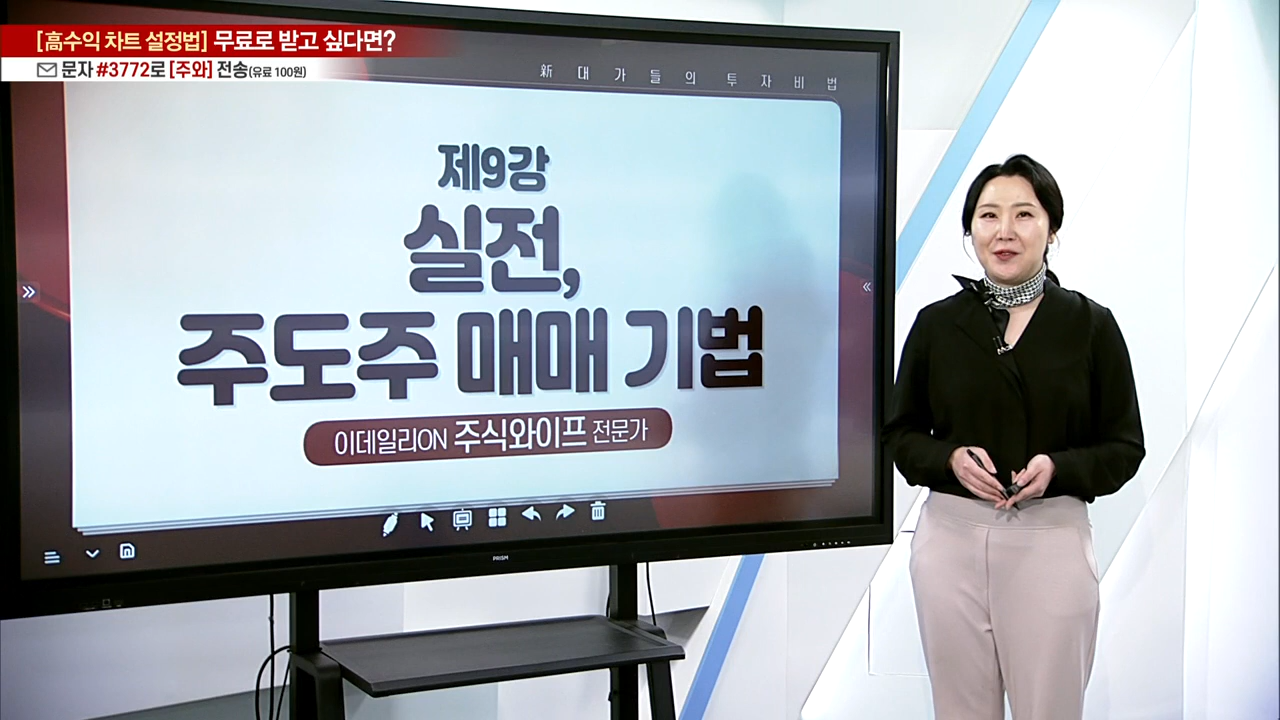 [高수익 차트 설정법] 무료로 받고 싶다면?
문자 #3772로 [주와] 전송(유료 100원)
新 대가들의 투자비법
제9강
실전,
주도주 매매 기법
이데일리ON 주식와이프 전문가
PRISM